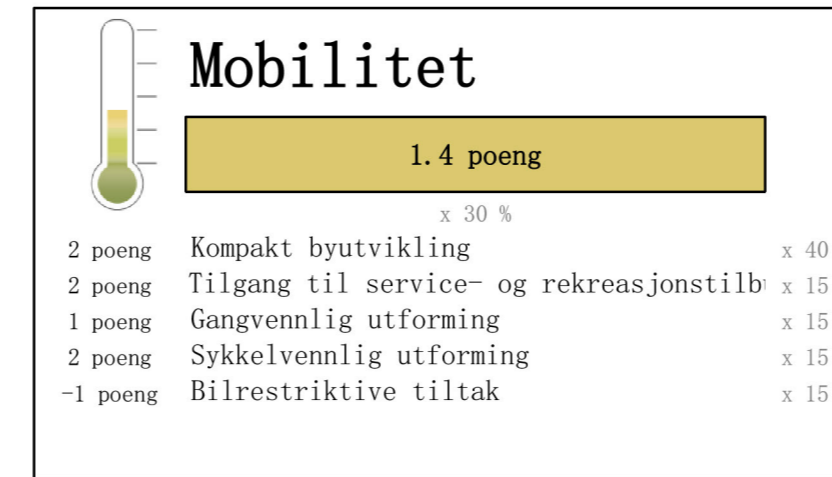 Mobilitet
1.4 poeng
x 30 %
2 poeng Kompakt byutvikling x 40
2 poeng Tilgang til service- og rekreasjonstilb x 15
1 poeng Gangvennlig utforming x 15
2 poeng Sykkelvennlig utforming x 15
-1 poeng Bilrestriktive tiltak x 15